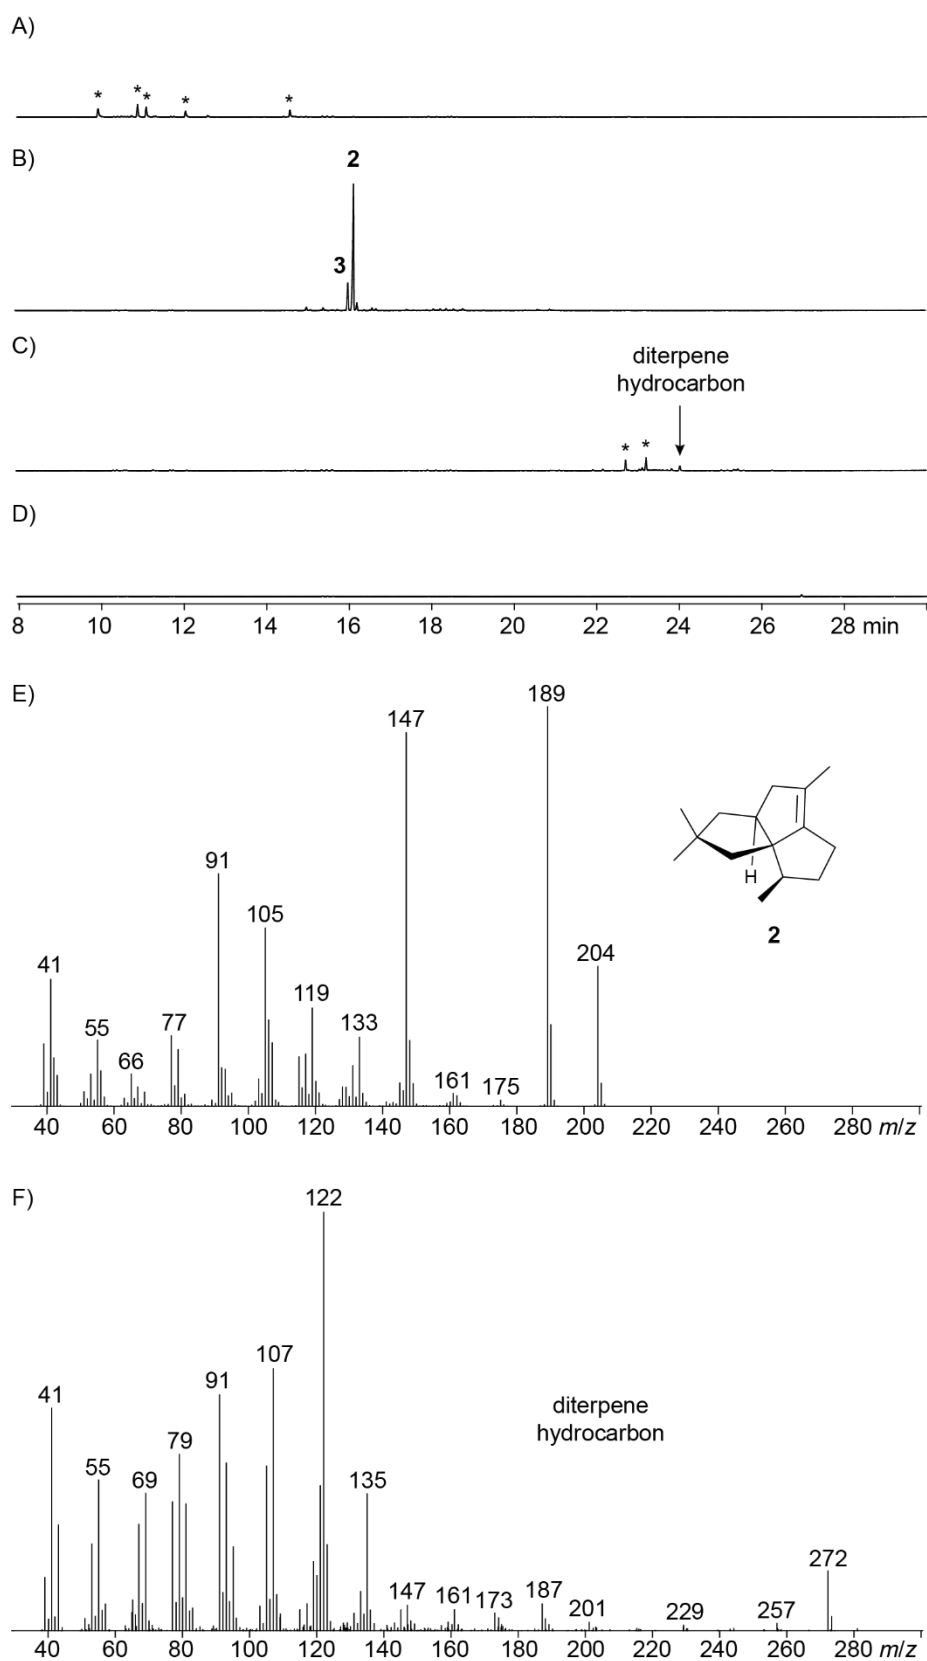 A)
* * * * *
B)
2
3
C)
diterpene
hydrocarbon
* *
D)
8 10 12 14 16 18 20 22 24 26 28 min
E)
189
147
91
105
204
41
119
133
77
55
66
161
175
H
2
40 60 80 100 120 140 160 180 200 220 240 260 280 m/z
F)
122
107
91
41
diterpene
hydrocarbon
79
55
69
135
272
147
161
173
187
201
229
257
40 60 80 100 120 140 160 180 200 220 240 260 280 m/z